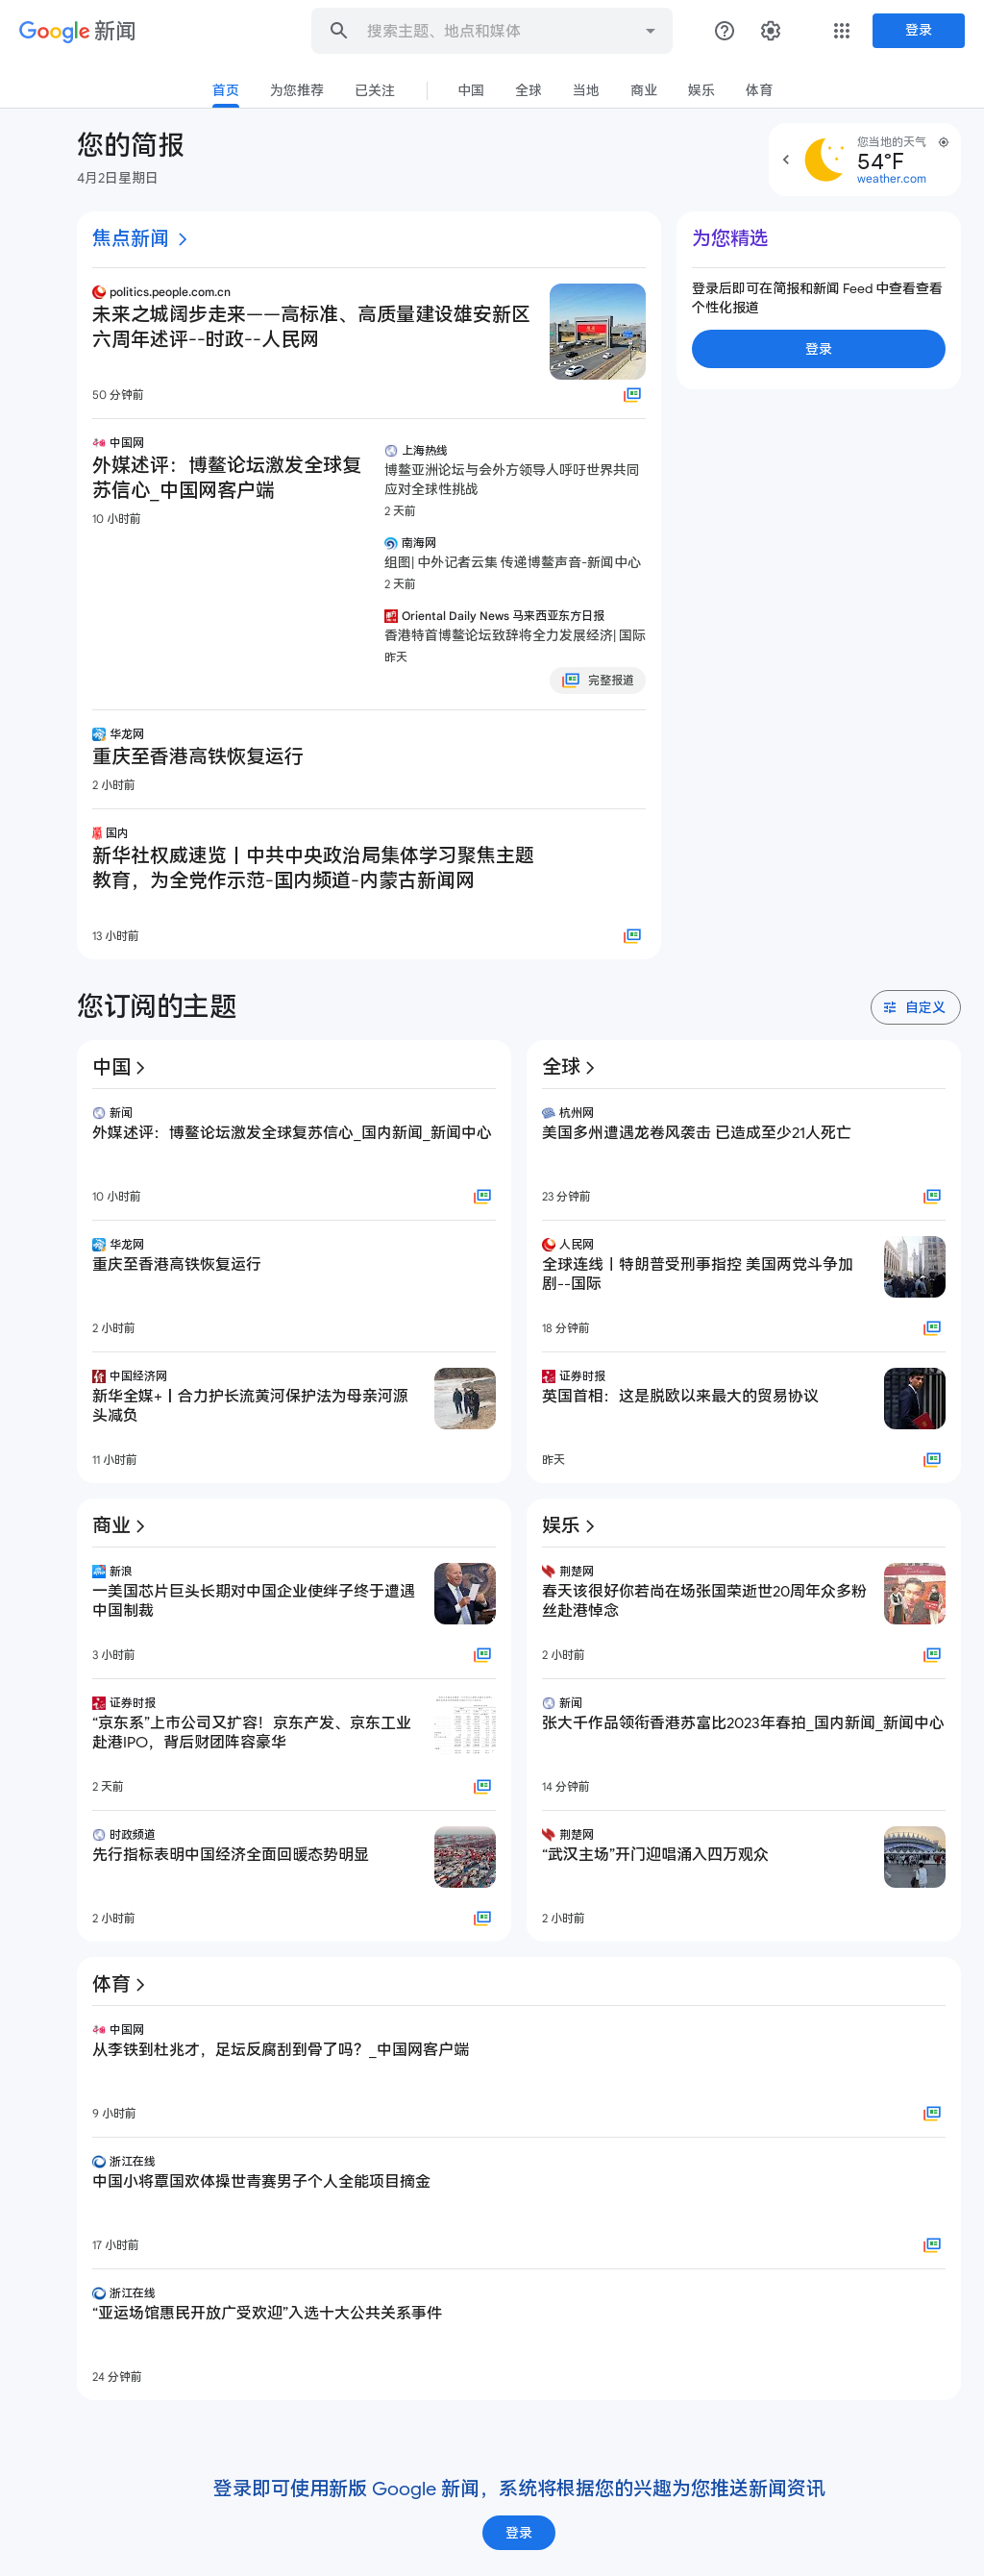 Google 新闻
搜索主题、地点和媒体
登录
首页
为您推荐
已关注
中国
全球
当地
商业
娱乐
体育
您的简报
4月2日星期日
您当地的天气
54°F
weather.com
焦点新闻
politics.people.com.cn
未来之城阔步走来——高标准、高质量建设雄安新区
六周年述评--时政--人民网
50 分钟前
中国网
外媒述评：博鳌论坛激发全球复
苏信心_中国网客户端
10 小时前
上海热线
博鳌亚洲论坛与会外方领导人呼吁世界共同
应对全球性挑战
2 天前
南海网
组图| 中外记者云集 传递博鳌声音-新闻中心
2 天前
Oriental Daily News 马来西亚东方日报
香港特首博鳌论坛致辞将全力发展经济| 国际
昨天
完整报道
华龙网
重庆至香港高铁恢复运行
2 小时前
国内
新华社权威速览丨中共中央政治局集体学习聚焦主题
教育，为全党作示范-国内频道-内蒙古新闻网
13 小时前
为您精选
登录后即可在简报和新闻 Feed 中查看查看
个性化报道
登录
您订阅的主题
自定义
中国
新闻
外媒述评：博鳌论坛激发全球复苏信心_国内新闻_新闻中心
10 小时前
华龙网
重庆至香港高铁恢复运行
2 小时前
中国经济网
新华全媒+丨合力护长流黄河保护法为母亲河源
头减负
11 小时前
全球
杭州网
美国多州遭遇龙卷风袭击 已造成至少21人死亡
23 分钟前
人民网
全球连线丨特朗普受刑事指控 美国两党斗争加
剧--国际
18 分钟前
证券时报
英国首相：这是脱欧以来最大的贸易协议
昨天
商业
新浪
一美国芯片巨头长期对中国企业使绊子终于遭遇
中国制裁
3 小时前
证券时报
“京东系”上市公司又扩容！京东产发、京东工业
赴港IPO，背后财团阵容豪华
2 天前
时政频道
先行指标表明中国经济全面回暖态势明显
2 小时前
娱乐
荆楚网
春天该很好你若尚在场张国荣逝世20周年众多粉
丝赴港悼念
2 小时前
新闻
张大千作品领衔香港苏富比2023年春拍_国内新闻_新闻中心
14 分钟前
荆楚网
“武汉主场”开门迎唱涌入四万观众
2 小时前
体育
中国网
从李铁到杜兆才，足坛反腐刮到骨了吗？_中国网客户端
9 小时前
浙江在线
中国小将覃国欢体操世青赛男子个人全能项目摘金
17 小时前
浙江在线
“亚运场馆惠民开放广受欢迎”入选十大公共关系事件
24 分钟前
登录即可使用新版 Google 新闻，系统将根据您的兴趣为您推送新闻资讯
登录